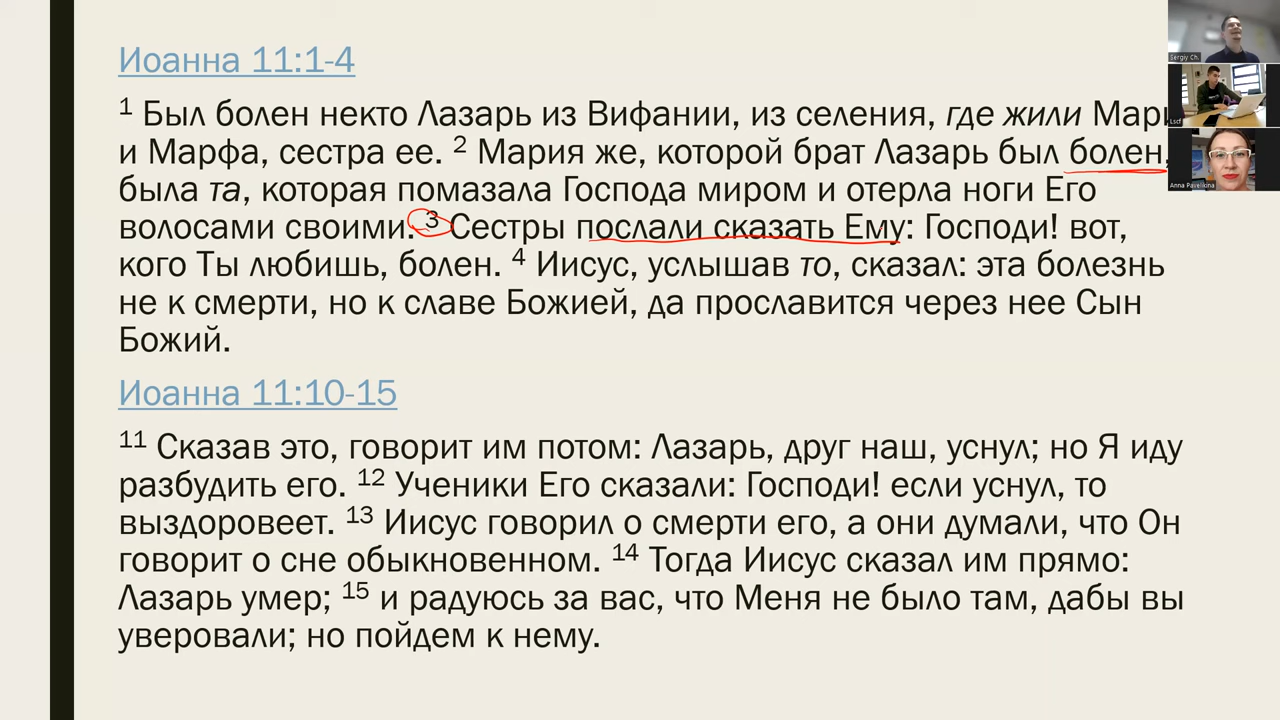 Иоанна 11:1-4
1 Был болен некто Лазарь из Вифании, из селения, где жили Мари
и Марфа, сестра ее. 2 Мария же, которой брат Лазарь был болен,
была та, которая помазала Господа миром и отерла ноги Его
волосами своими. 3 Сестры послали сказать Ему: Господи! вот,
кого Ты любишь, болен. 4 Иисус, услышав то, сказал: эта болезнь
не к смерти, но к славе Божией, да прославится через нее Сын
Божий.
Иоанна 11:10-15
11 Сказав это, говорит им потом: Лазарь, друг наш, уснул; но Я иду
разбудить его. 12 Ученики Его сказали: Господи! если уснул, то
выздоровеет. 13 Иисус говорил о смерти его, а они думали, что Он
говорит о сне обыкновенном. 14 Тогда Иисус сказал им прямо:
Лазарь умер; 15 и радуюсь за вас, что Меня не было там, дабы вы
уверовали; но пойдем к нему.
Sergiy Ch.
Anna Pavelkina